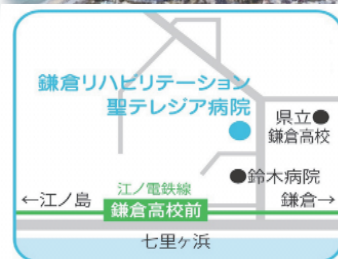 鎌倉リハビリテーション
聖テレジア病院
県立●
鎌倉高校
●鈴木病院
江ノ電鉄線
←江ノ島
鎌倉→
鎌倉高校前
七里ヶ浜